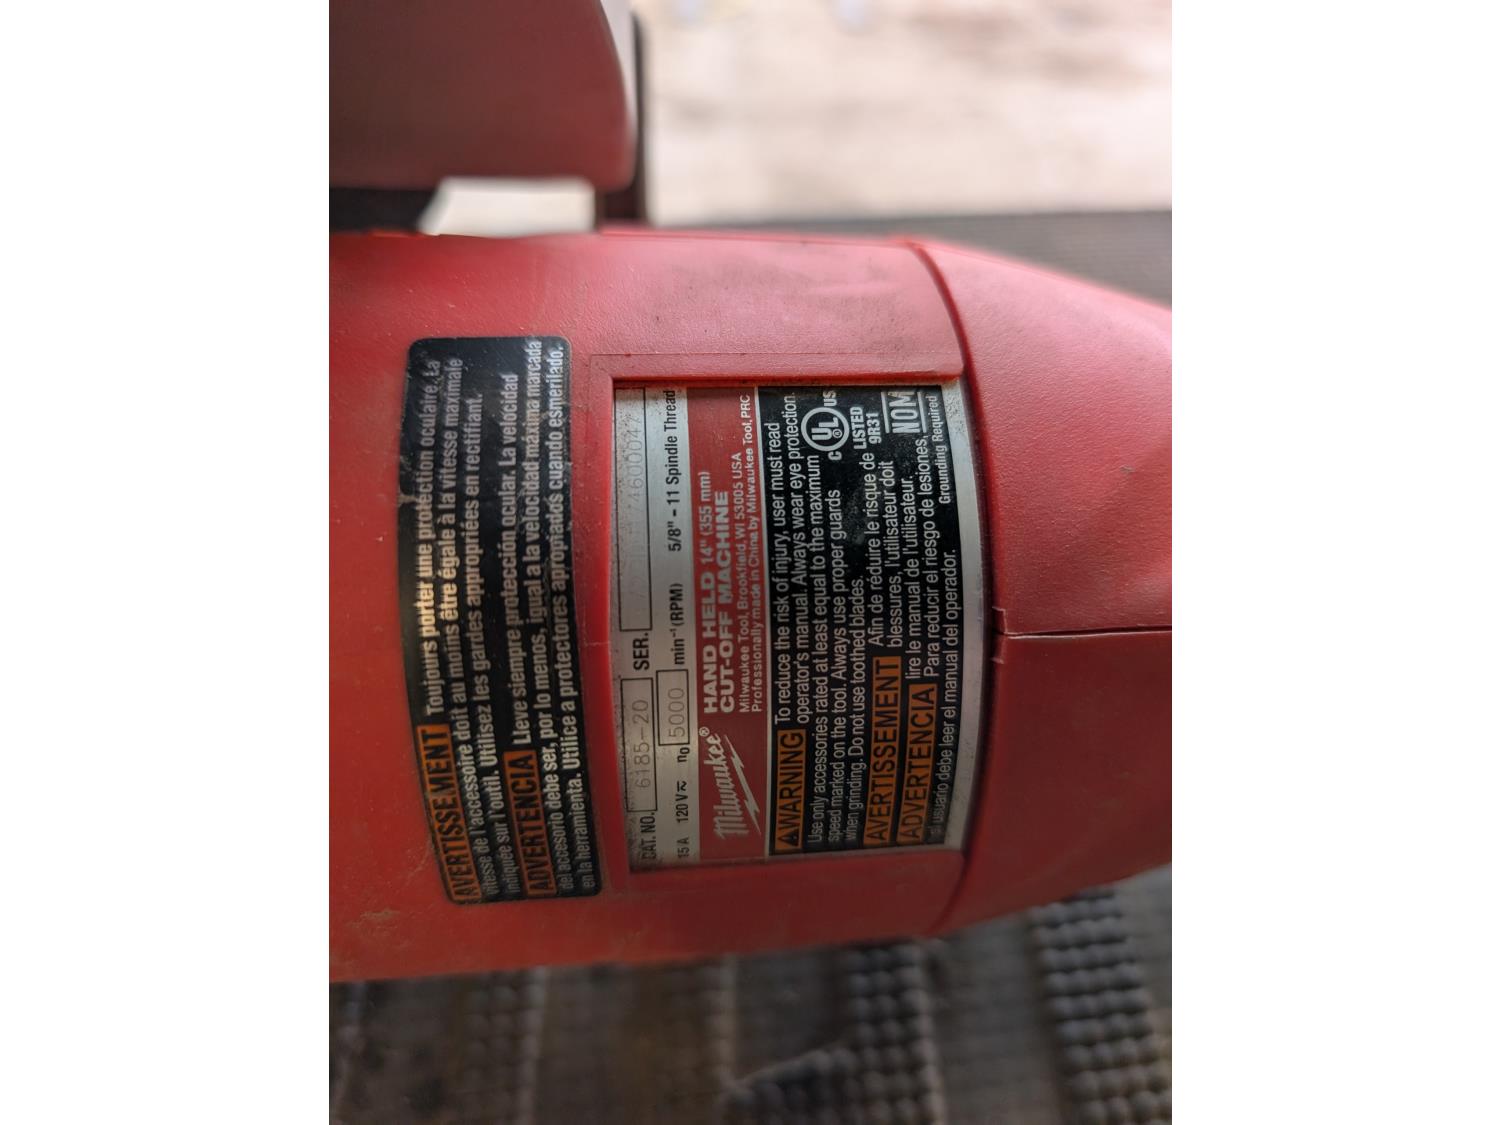 AVERTISSEMENT Toujours porter une protection oculaire. La
vitesse de l'accessoire doit au moins être égale à la vitesse maximale
indiquée sur l'outil. Utilisez les gardes appropriées en rectifiant.
ADVERTENCIA Lleve siempre protección ocular. La velocidad
del accesorio debe ser, por lo menos, igual a la velocidad máxima marcada
en la herramienta. Utilice a protectores apropiados cuando esmerilado.
CAT. NO. 6185-20 SER.
15 A 120 V n0 5000 min-1 (RPM) 5/8" - 11 Spindle Thread
Milwaukee®
HAND HELD 14" (355 mm)
CUT-OFF MACHINE
Milwaukee Tool, Brookfield, WI 53005 USA
Professionally made in China by Milwaukee Tool, PRC
WARNING To reduce the risk of injury, user must read
operator's manual. Always wear eye protection.
Use only accessories rated at least equal to the maximum
speed marked on the tool. Always use proper guards
when grinding. Do not use toothed blades.
C UL US
LISTED
9R31
AVERTISSEMENT Afin de réduire le risque de
blessures, l'utilisateur doit
lire le manual de l'utilisateur.
NOM
ADVERTENCIA Para reducir el riesgo de lesiones,
el usuario debe leer el manual del operador.
Grounding Required